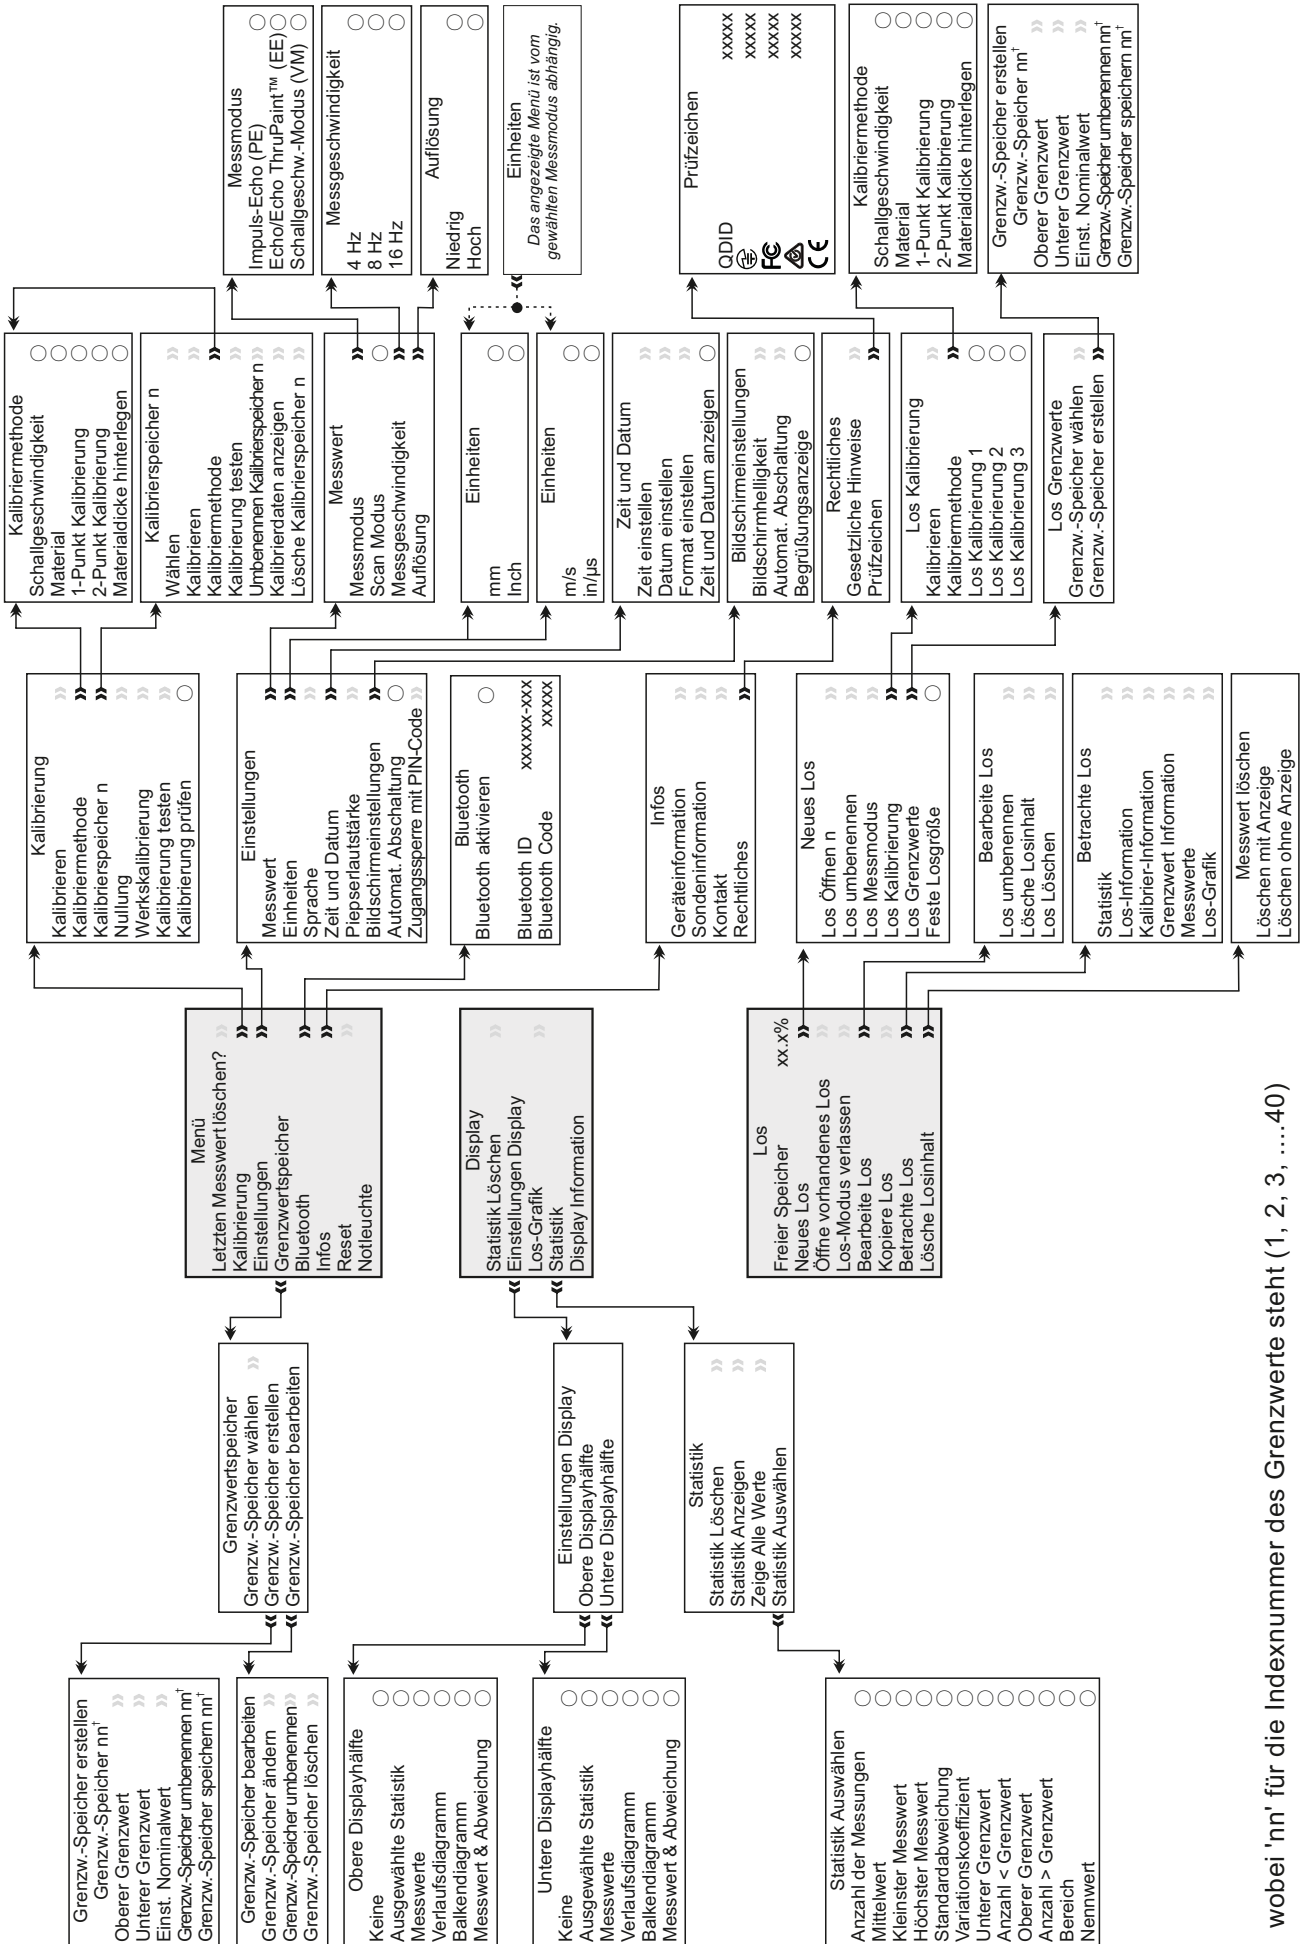 Grenzw.-Speicher erstellen
Grenzw.-Speicher nn†
Oberer Grenzwert
Unterer Grenzwert
Einst. Nominalwert
Grenzw.-Speicher umbenennen nn†
Grenzw.-Speicher speichern nn†
Grenzw.-Speicher bearbeiten
Grenzw.-Speicher ändern
Grenzw.-Speicher umbenennen
Grenzw.-Speicher löschen
Obere Displayhälfte
Keine
Ausgewählte Statistik
Messwerte
Verlaufsdiagramm
Balkendiagramm
Messwert & Abweichung
Untere Displayhälfte
Keine
Ausgewählte Statistik
Messwerte
Verlaufsdiagramm
Balkendiagramm
Messwert & Abweichung
Statistik Auswählen
Anzahl der Messungen
Mittelwert
Kleinster Messwert
Höchster Messwert
Standardabweichung
Variationskoeffizient
Unterer Grenzwert
Anzahl < Grenzwert
Oberer Grenzwert
Anzahl > Grenzwert
Bereich
Nennwert
Grenzwertspeicher
Grenzw.-Speicher wählen
Grenzw.-Speicher erstellen
Grenzw.-Speicher bearbeiten
Einstellungen Display
Obere Displayhälfte
Untere Displayhälfte
Statistik
Statistik Löschen
Statistik Anzeigen
Zeige Alle Werte
Statistik Auswählen
Menü
Letzten Messwert löschen?
Kalibrierung
Einstellungen
Grenzwertspeicher
Bluetooth
Infos
Reset
Notleuchte
Display
Statistik Löschen
Einstellungen Display
Los-Grafik
Statistik
Display Information
Los
Freier Speicher xx.x%
Neues Los
Öffne vorhandenes Los
Los-Modus verlassen
Bearbeite Los
Kopiere Los
Betrachte Los
Lösche Losinhalt
Kalibrierung
Kalibrieren
Kalibriermethode
Kalibrierspeicher n
Nullung
Werkskalibrierung
Kalibrierung testen
Kalibrierung prüfen
Einstellungen
Messwert
Einheiten
Sprache
Zeit und Datum
Piepserlautstärke
Bildschirmeinstellungen
Automat. Abschaltung
Zugangssperre mit PIN-Code
Bluetooth
Bluetooth aktivieren
Bluetooth ID xxxxxx-xxx
Bluetooth Code xxxxx
Infos
Geräteinformation
Sondeninformation
Kontakt
Rechtliches
Neues Los
Los Öffnen n
Los umbenennen
Los Messmodus
Los Kalibrierung
Los Grenzwerte
Feste Losgröße
Bearbeite Los
Los umbenennen
Lösche Losinhalt
Los Löschen
Betrachte Los
Statistik
Los-Information
Kalibrier-Information
Grenzwert Information
Messwerte
Los-Grafik
Messwert löschen
Löschen mit Anzeige
Löschen ohne Anzeige
Kalibriermethode
Schallgeschwindigkeit
Material
1-Punkt Kalibrierung
2-Punkt Kalibrierung
Materialdicke hinterlegen
Kalibrierspeicher n
Wählen
Kalibrieren
Kalibriermethode
Kalibrierung testen
Umbenennen Kalibrierspeicher n
Kalibrierdaten anzeigen
Lösche Kalibrierspeicher n
Messwert
Messmodus
Scan Modus
Messgeschwindigkeit
Auflösung
Einheiten
mm
Inch
Einheiten
m/s
in/µs
Zeit und Datum
Zeit einstellen
Datum einstellen
Format einstellen
Zeit und Datum anzeigen
Bildschirmeinstellungen
Bildschirmhelligkeit
Automat. Abschaltung
Begrüßungsanzeige
Rechtliches
Gesetzliche Hinweise
Prüfzeichen
Los Kalibrierung
Kalibrieren
Kalibriermethode
Los Kalibrierung 1
Los Kalibrierung 2
Los Kalibrierung 3
Los Grenzwerte
Grenzw.-Speicher wählen
Grenzw.-Speicher erstellen
Messmodus
Impuls-Echo (PE)
Echo/Echo ThruPaint™ (EE)
Schallgeschw.-Modus (VM)
Messgeschwindigkeit
4 Hz
8 Hz
16 Hz
Auflösung
Niedrig
Hoch
Einheiten
Das angezeigte Menü ist vom
gewählten Messmodus abhängig.
Prüfzeichen
QDID xxxxx
xxxxx
FC xxxxx
xxxxx
CE
Kalibriermethode
Schallgeschwindigkeit
Material
1-Punkt Kalibrierung
2-Punkt Kalibrierung
Materialdicke hinterlegen
Grenzw.-Speicher erstellen
Grenzw.-Speicher nn†
Oberer Grenzwert
Unterer Grenzwert
Einst. Nominalwert
Grenzw.-Speicher umbenennen nn†
Grenzw.-Speicher speichern nn†
wobei 'nn' für die Indexnummer des Grenzwerte steht (1, 2, 3, ....40)